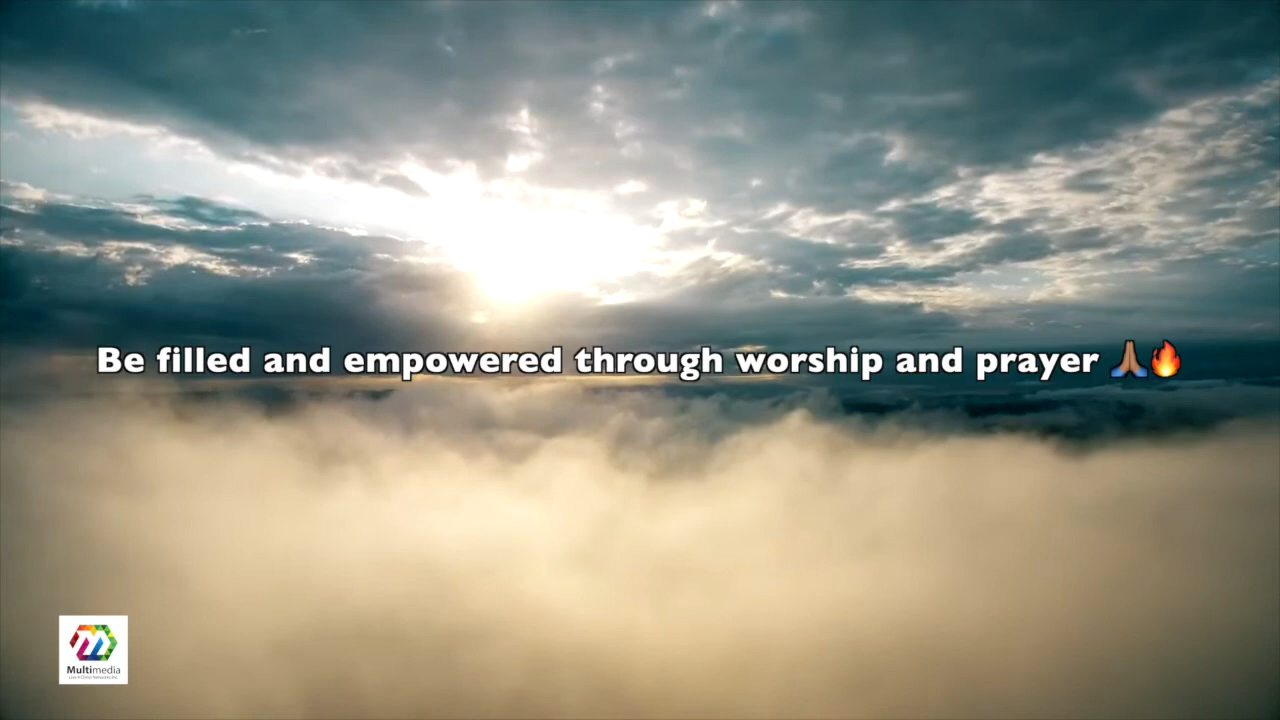 Be filled and empowered through worship and prayer 🙏🏽🔥
Multimedia